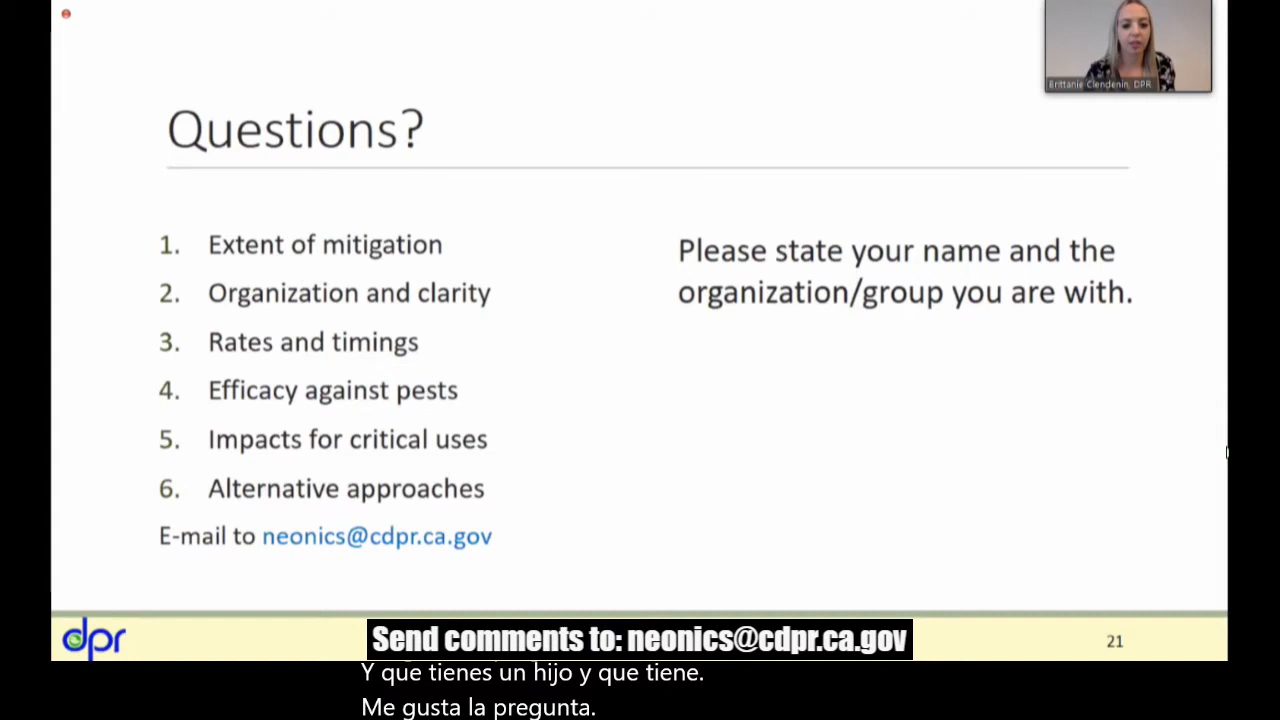 Brittanie Clendenin, DPR
Questions?
1. Extent of mitigation
2. Organization and clarity
3. Rates and timings
4. Efficacy against pests
5. Impacts for critical uses
6. Alternative approaches
E-mail to neonics@cdpr.ca.gov
Please state your name and the
organization/group you are with.
dpr
Send comments to: neonics@cdpr.ca.gov
21
Y que tienes un hijo y que tiene.
Me gusta la pregunta.